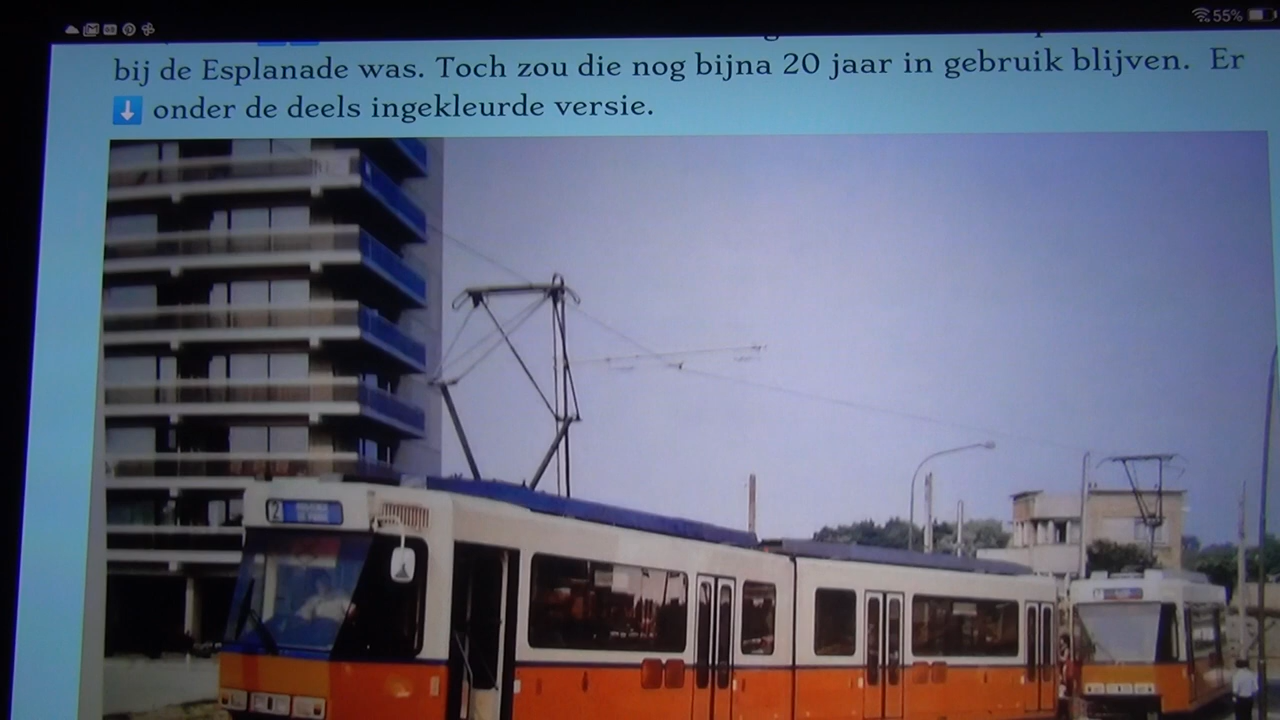 55%
bij de Esplanade was. Toch zou die nog bijna 20 jaar in gebruik blijven. Er
⬇ onder de deels ingekleurde versie.
2